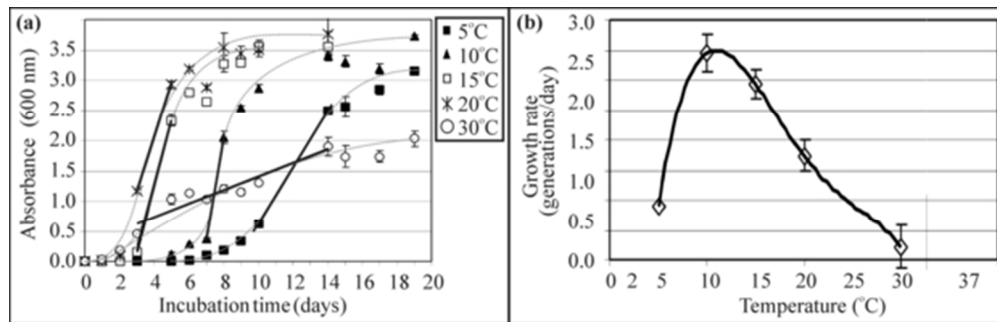 (a)
3.5
3.0
2.5
2.0
1.5
1.0
0.5
0.0
Absorbance (600 nm)
0 2 4 6 8 10 12 14 16 18 20
Incubation time (days)
5°C
10°C
15°C
20°C
30°C
(b)
3.0
2.5
2.0
1.5
1.0
0.5
0.0
Growth rate
(generations/day)
0 2 5 10 15 20 25 30 37
Temperature (°C)